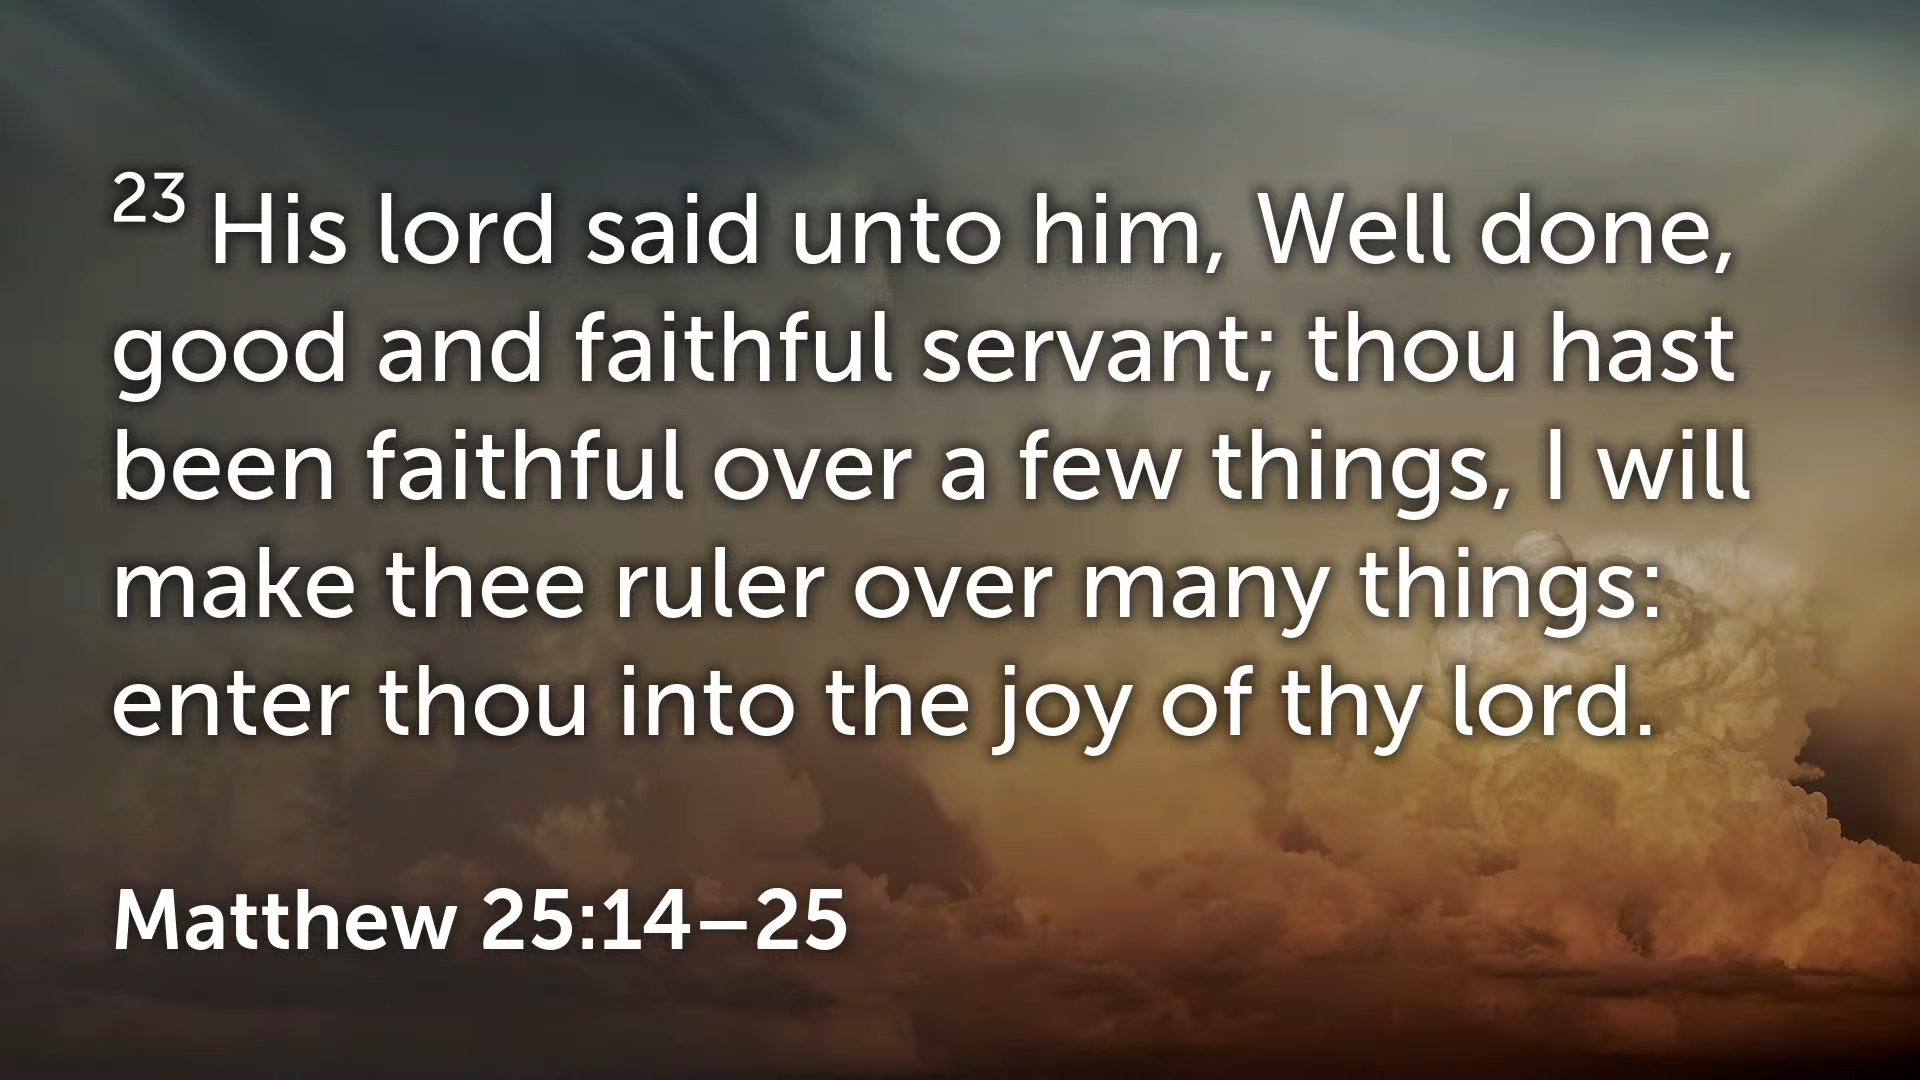 23 His lord said unto him, Well done,
good and faithful servant; thou hast
been faithful over a few things, I will
make thee ruler over many things:
enter thou into the joy of thy lord.
Matthew 25:14–25